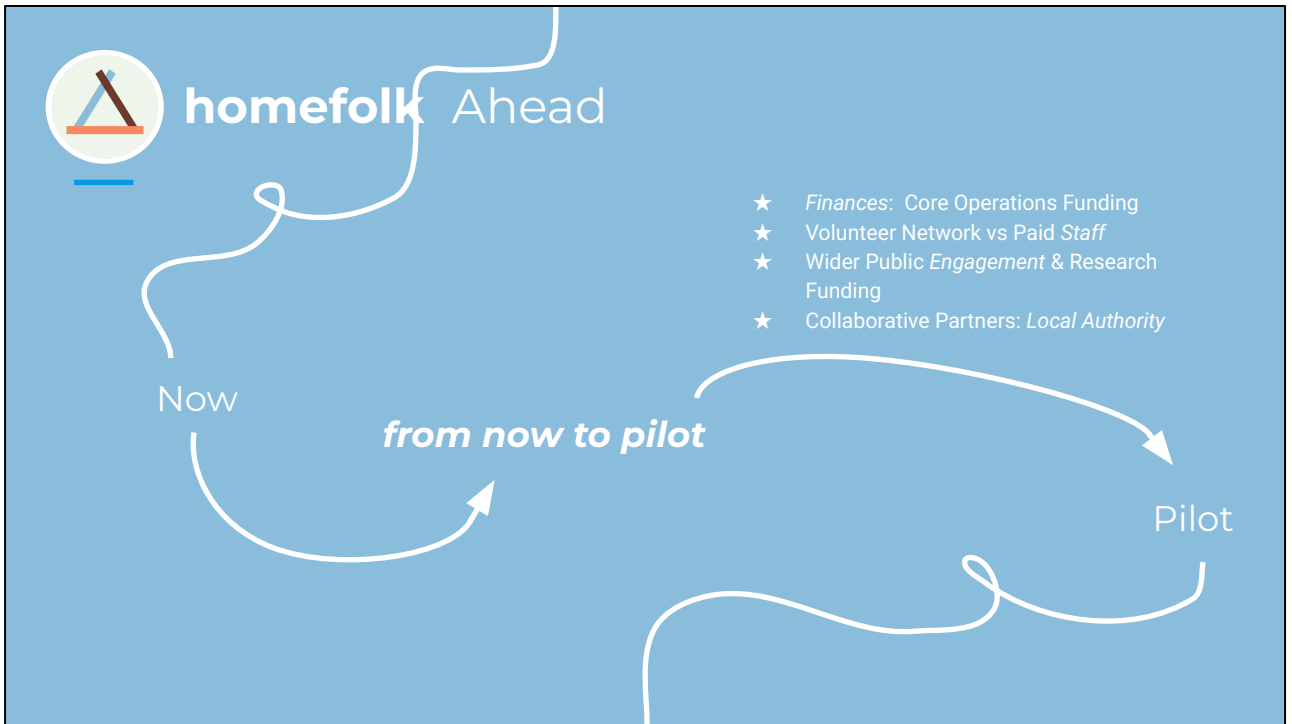 homefolk Ahead
★ Finances: Core Operations Funding
★ Volunteer Network vs Paid Staff
★ Wider Public Engagement & Research
Funding
★ Collaborative Partners: Local Authority
Now
from now to pilot
Pilot